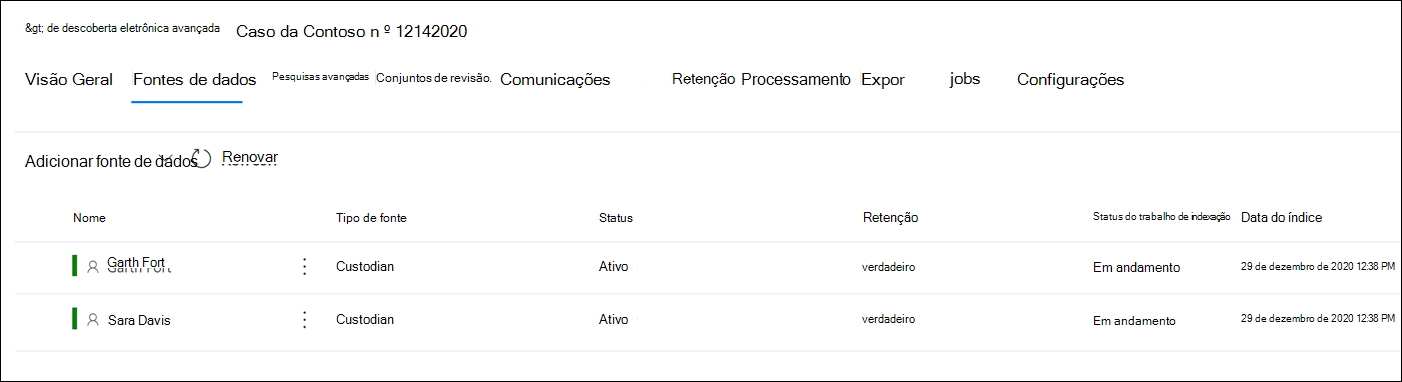 &gt; de descoberta eletrônica avançada Caso da Contoso n º 12142020
Visão Geral Fontes de dados Pesquisas avançadas Conjuntos de revisão. Comunicações Retenção Processamento Expor jobs Configurações
Adicionar fonte de dados Renovar
Nome Tipo de fonte Status Retenção Status do trabalho de indexação Data do índice
Garth Fort Custodian Ativo verdadeiro Em andamento 29 de dezembro de 2020 12:38 PM
Sara Davis Custodian Ativo verdadeiro Em andamento 29 de dezembro de 2020 12:38 PM